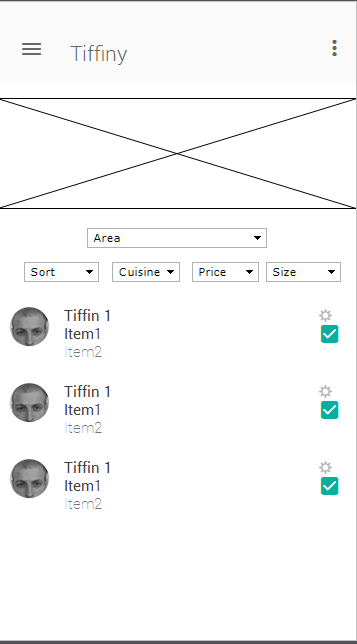 Tiffiny
Area
Sort Cuisine Price Size
Tiffin 1
Item1
Item2
Tiffin 1
Item1
Item2
Tiffin 1
Item1
Item2